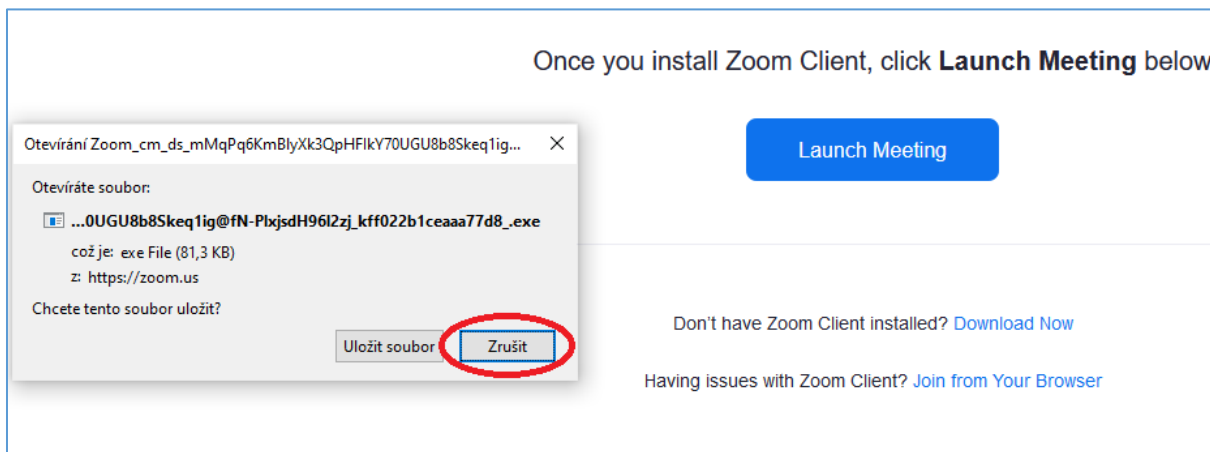 Once you install Zoom Client, click Launch Meeting below
Launch Meeting
Otevírání Zoom_cm_ds_mMqPq6KmBlyXk3QpHFlkY70UGU8b8Skeq1ig...
Otevíráte soubor:
...0UGU8b8Skeq1ig@fN-PlxjsdH96l2zj_kff022b1ceaaa77d8_.exe
což je: exe File (81,3 KB)
z: https://zoom.us
Chcete tento soubor uložit?
Uložit soubor
Zrušit
Don't have Zoom Client installed? Download Now
Having issues with Zoom Client? Join from Your Browser